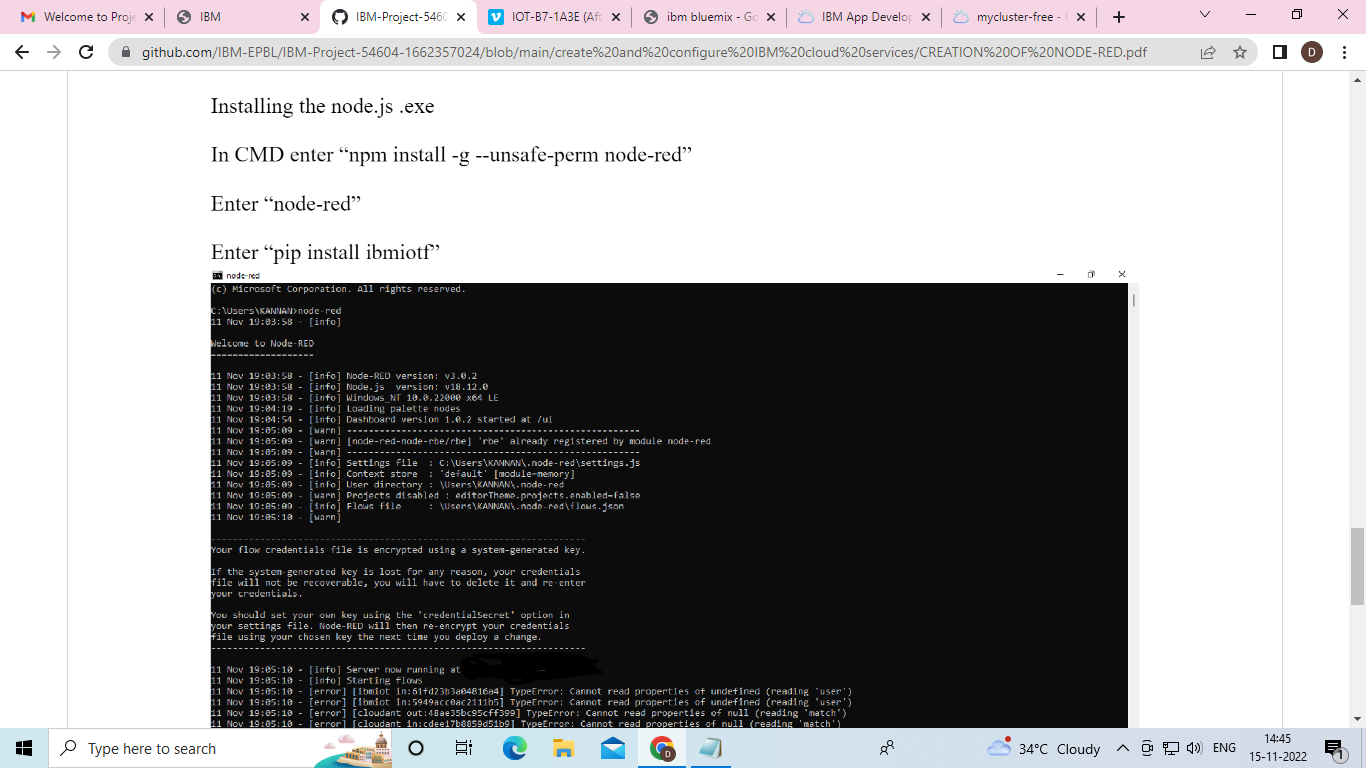 Welcome to Proje
IBM
IBM-Project-5460
IOT-B7-1A3E (Aft
ibm bluemix - Go
IBM App Develop
mycluster-free -
github.com/IBM-EPBL/IBM-Project-54604-1662357024/blob/main/create%20and%20configure%20IBM%20cloud%20services/CREATION%20OF%20NODE-RED.pdf
D
Installing the node.js .exe
In CMD enter “npm install -g --unsafe-perm node-red”
Enter “node-red”
Enter “pip install ibmiotf”
node-red
(c) Microsoft Corporation. All rights reserved.
C:\Users\KANNAN>node-red
11 Nov 19:03:58 - [info]
Welcome to Node-RED
===================
11 Nov 19:03:58 - [info] Node-RED version: v3.0.2
11 Nov 19:03:58 - [info] Node.js  version: v18.12.0
11 Nov 19:03:58 - [info] Windows_NT 10.0.22000 x64 LE
11 Nov 19:04:19 - [info] Loading palette nodes
11 Nov 19:04:54 - [info] Dashboard version 1.0.2 started at /ui
11 Nov 19:05:09 - [warn] ------------------------------------------------------
11 Nov 19:05:09 - [warn] [node-red-node-rbe/rbe] 'rbe' already registered by module node-red
11 Nov 19:05:09 - [warn] ------------------------------------------------------
11 Nov 19:05:09 - [info] Settings file  : C:\Users\KANNAN\.node-red\settings.js
11 Nov 19:05:09 - [info] Context store  : 'default' [module=memory]
11 Nov 19:05:09 - [info] User directory : \Users\KANNAN\.node-red
11 Nov 19:05:09 - [warn] Projects disabled : editorTheme.projects.enabled=false
11 Nov 19:05:09 - [info] Flows file     : \Users\KANNAN\.node-red\flows.json
11 Nov 19:05:10 - [warn]
---------------------------------------------------------------------
Your flow credentials file is encrypted using a system-generated key.
If the system-generated key is lost for any reason, your credentials
file will not be recoverable, you will have to delete it and re-enter
your credentials.
You should set your own key using the 'credentialSecret' option in
your settings file. Node-RED will then re-encrypt your credentials
file using your chosen key the next time you deploy a change.
---------------------------------------------------------------------
11 Nov 19:05:10 - [info] Server now running at
11 Nov 19:05:10 - [info] Starting flows
11 Nov 19:05:10 - [error] [ibmiot in:61fd23b3a04816a4] TypeError: Cannot read properties of undefined (reading 'user')
11 Nov 19:05:10 - [error] [ibmiot in:5949acc0ac2111b5] TypeError: Cannot read properties of undefined (reading 'user')
11 Nov 19:05:10 - [error] [cloudant out:48ae35bc95cff399] TypeError: Cannot read properties of null (reading 'match')
11 Nov 19:05:10 - [error] [cloudant in:cdee17b8859d51b9] TypeError: Cannot read properties of null (reading 'match')
Type here to search
D
34°C Cloudy
ENG
14:45
15-11-2022
1